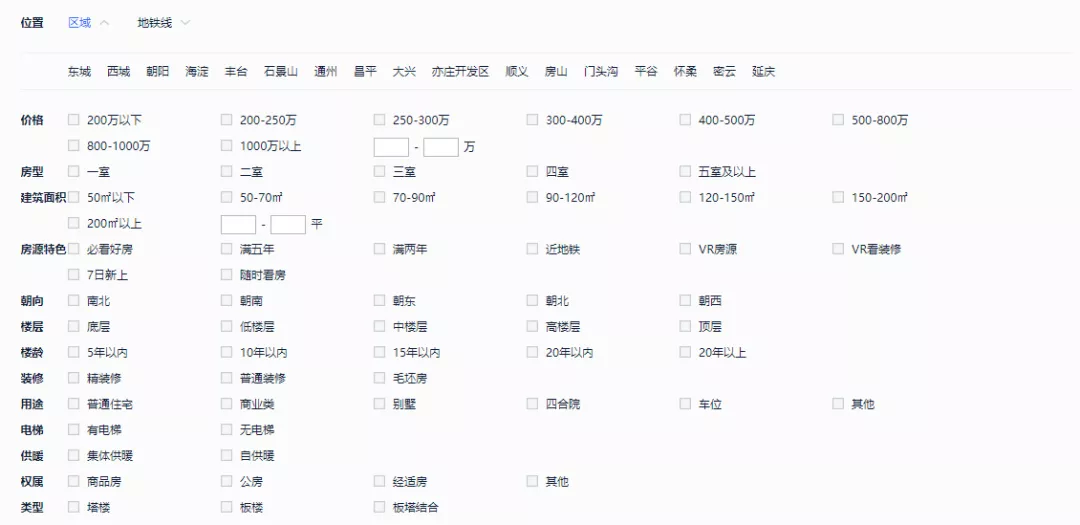 位置 区域 地铁线
东城 西城 朝阳 海淀 丰台 石景山 通州 昌平 大兴 亦庄开发区 顺义 房山 门头沟 平谷 怀柔 密云 延庆
价格 200万以下 200-250万 250-300万 300-400万 400-500万 500-800万
800-1000万 1000万以上 - 万
房型 一室 二室 三室 四室 五室及以上
建筑面积 50㎡以下 50-70㎡ 70-90㎡ 90-120㎡ 120-150㎡ 150-200㎡
200㎡以上 - 平
房源特色 必看好房 满五年 满两年 近地铁 VR房源 VR看装修
7日新上 随时看房
朝向 南北 朝南 朝东 朝北 朝西
楼层 底层 低楼层 中楼层 高楼层 顶层
楼龄 5年以内 10年以内 15年以内 20年以内 20年以上
装修 精装修 普通装修 毛坯房
用途 普通住宅 商业类 别墅 四合院 车位 其他
电梯 有电梯 无电梯
供暖 集体供暖 自供暖
权属 商品房 公房 经适房 其他
类型 塔楼 板楼 板塔结合